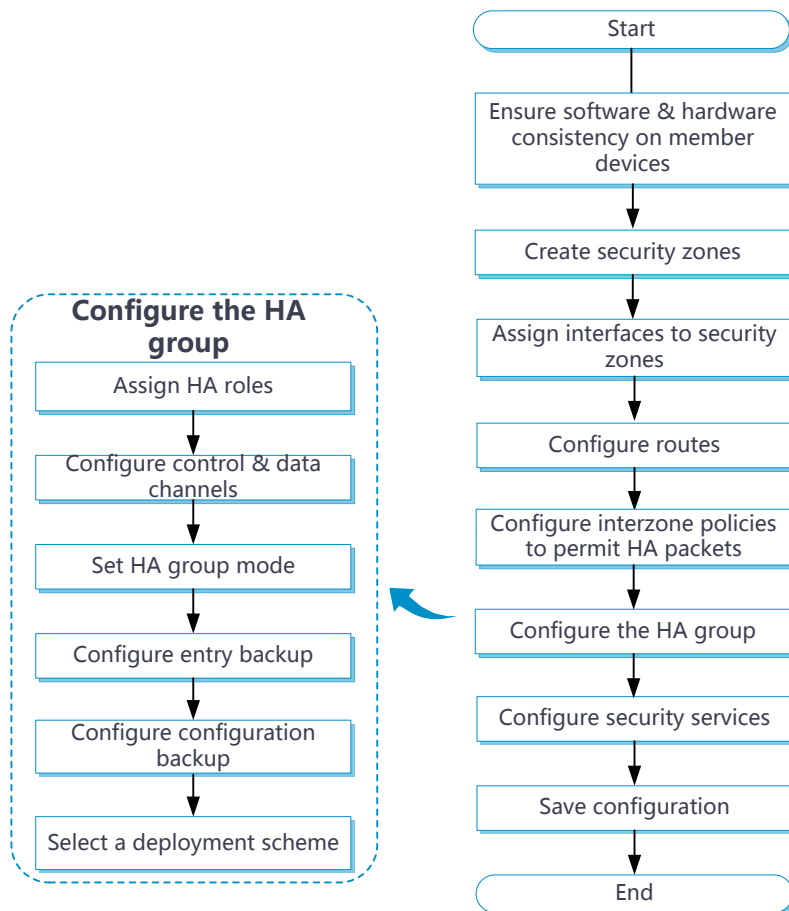 Start
Ensure software & hardware
consistency on member
devices
Create security zones
Assign interfaces to security
zones
Configure routes
Configure interzone policies
to permit HA packets
Configure the HA group
Configure security services
Save configuration
End
Configure the HA
group
Assign HA roles
Configure control & data
channels
Set HA group mode
Configure entry backup
Configure configuration
backup
Select a deployment scheme